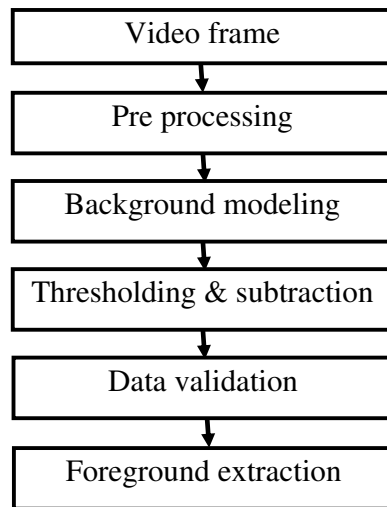 Video frame
Pre processing
Background modeling
Thresholding & subtraction
Data validation
Foreground extraction